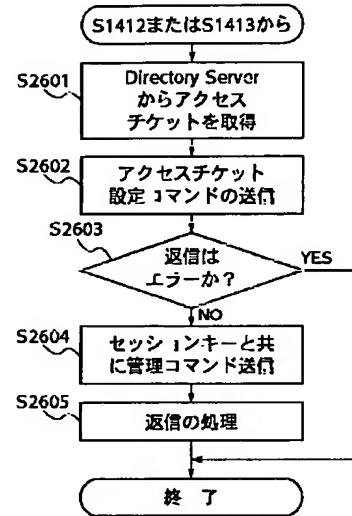 S1412またはS1413から
S2601
Directory Server
からアクセス
チケットを取得
S2602
アクセスチケット
設定コマンドの送信
S2603
返信は
エラーか？
YES
NO
S2604
セッションキーと共
に管理コマンド送信
S2605
返信の処理
終 了